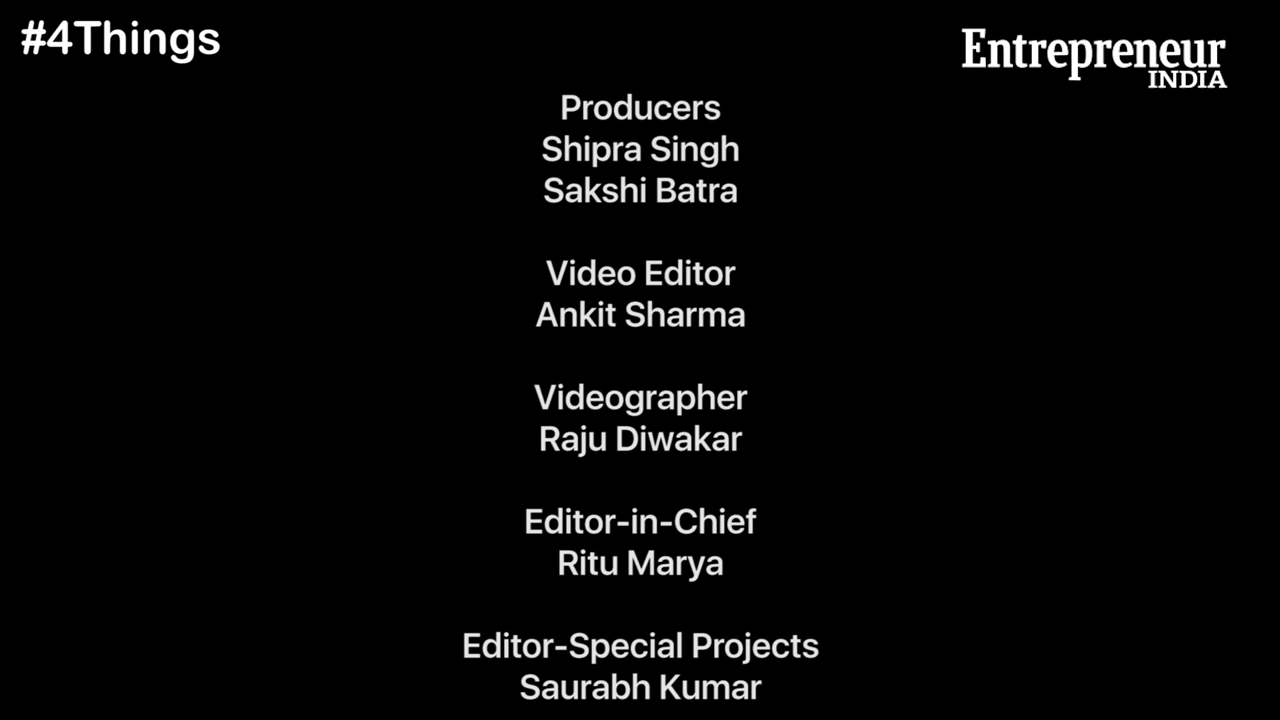 #4Things
Entrepreneur
INDIA
Producers
Shipra Singh
Sakshi Batra
Video Editor
Ankit Sharma
Videographer
Raju Diwakar
Editor-in-Chief
Ritu Marya
Editor-Special Projects
Saurabh Kumar